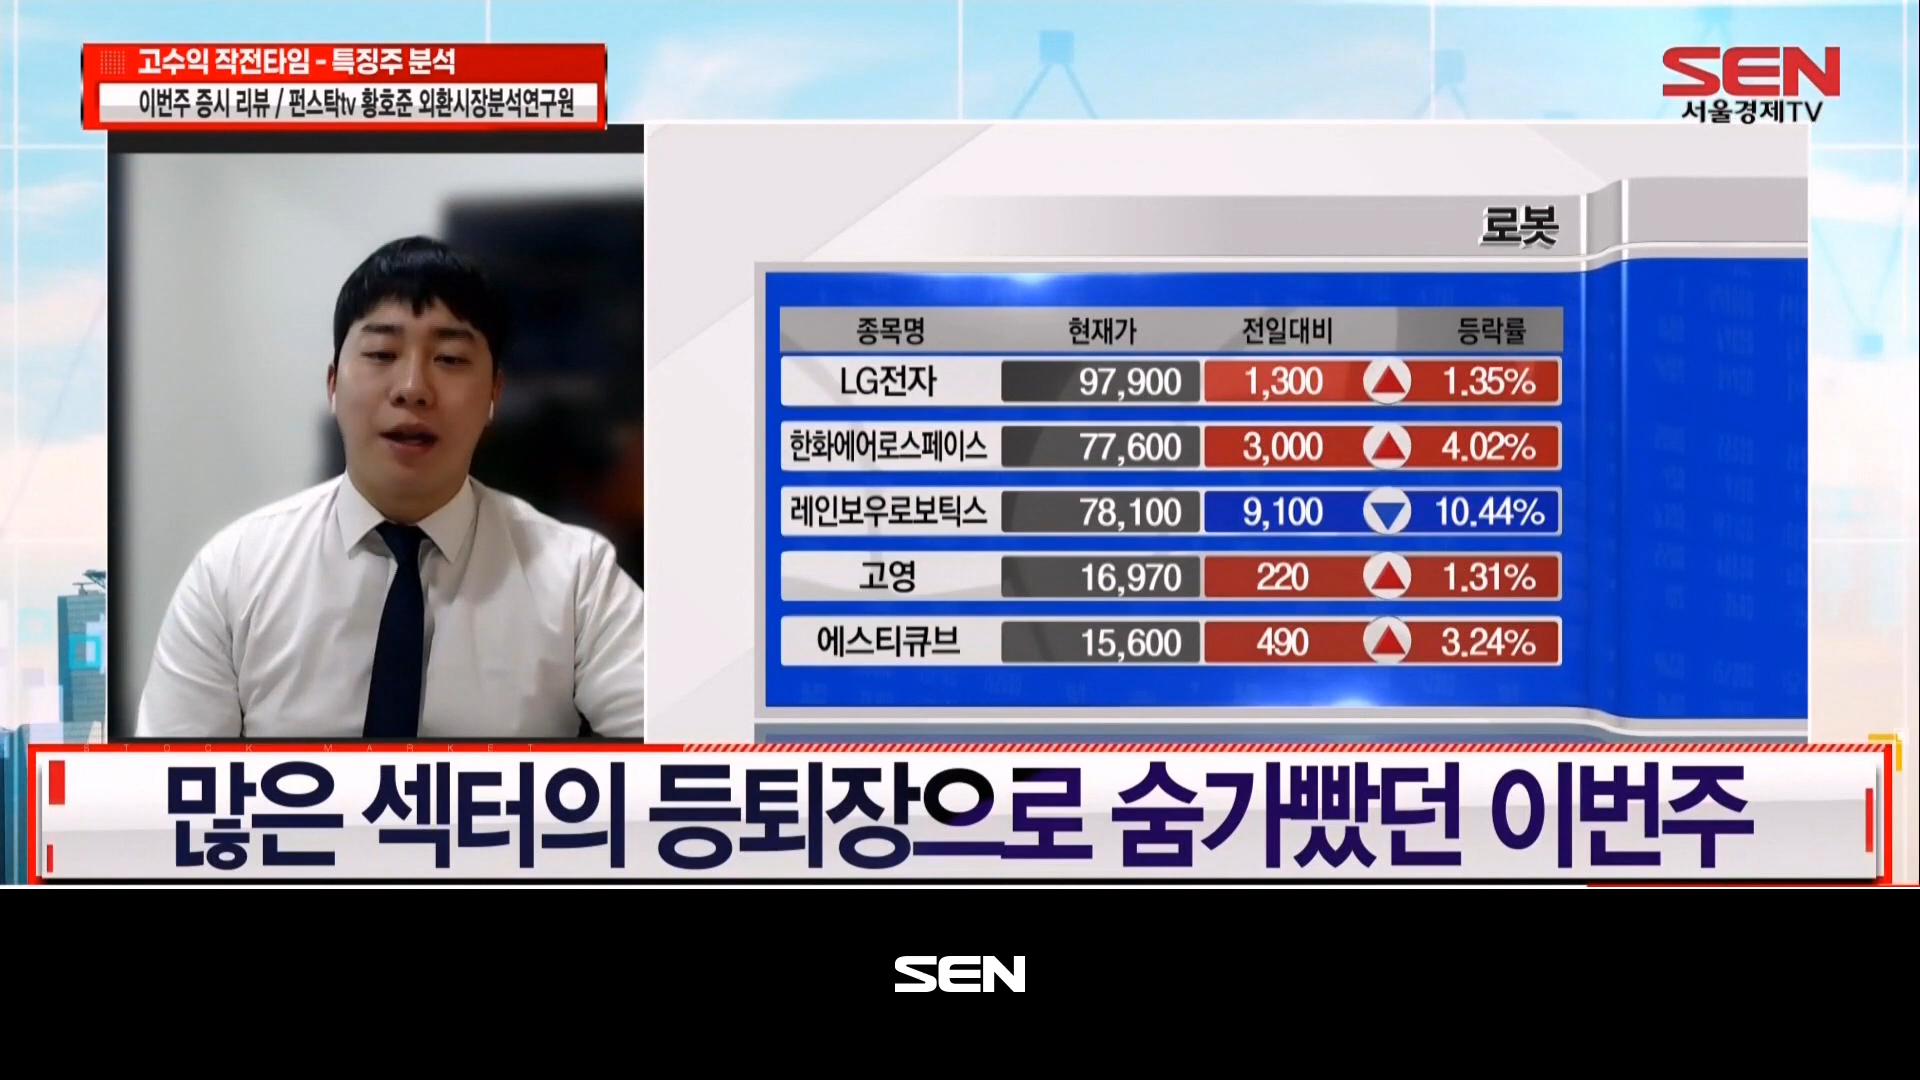 고수익 작전타임 - 특징주 분석
이번주 증시 리뷰 / 펀스탁tv 황호준 외환시장분석연구원
SEN
서울경제TV
로봇
종목명 현재가 전일대비 등락률
LG전자 97,900 1,300 ▲ 1.35%
한화에어로스페이스 77,600 3,000 ▲ 4.02%
레인보우로보틱스 78,100 9,100 ▼ 10.44%
고영 16,970 220 ▲ 1.31%
에스티큐브 15,600 490 ▲ 3.24%
STOCK MARKET
많은 섹터의 등퇴장으로 숨가빴던 이번주
SEN